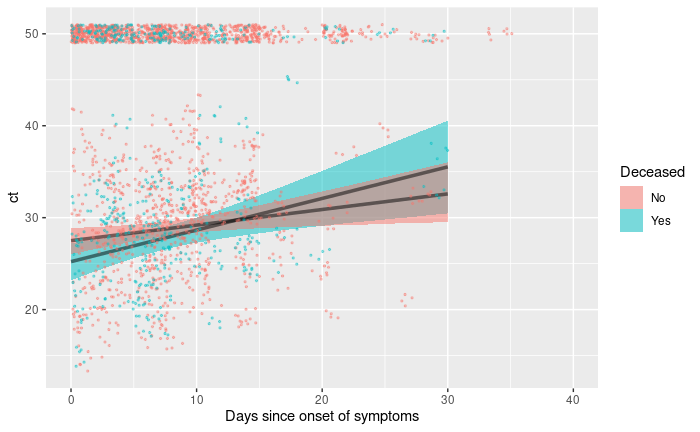 50
40
30
20
ct
0
10
20
30
40
Days since onset of symptoms
Deceased
No
Yes